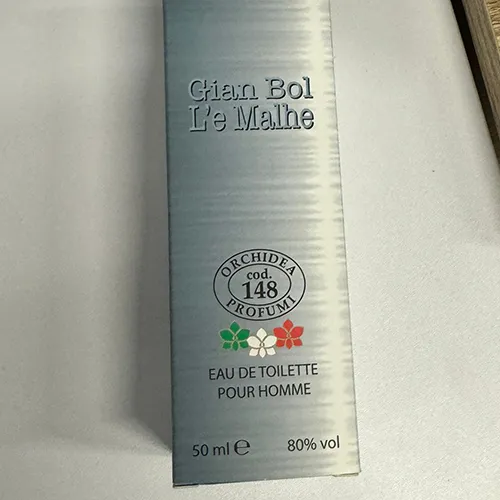 Gian Bol
L'e Malhe
ORCHIDEA
cod.
148
PROFUMI
EAU DE TOILETTE
POUR HOMME
50 ml ℮ 80% vol